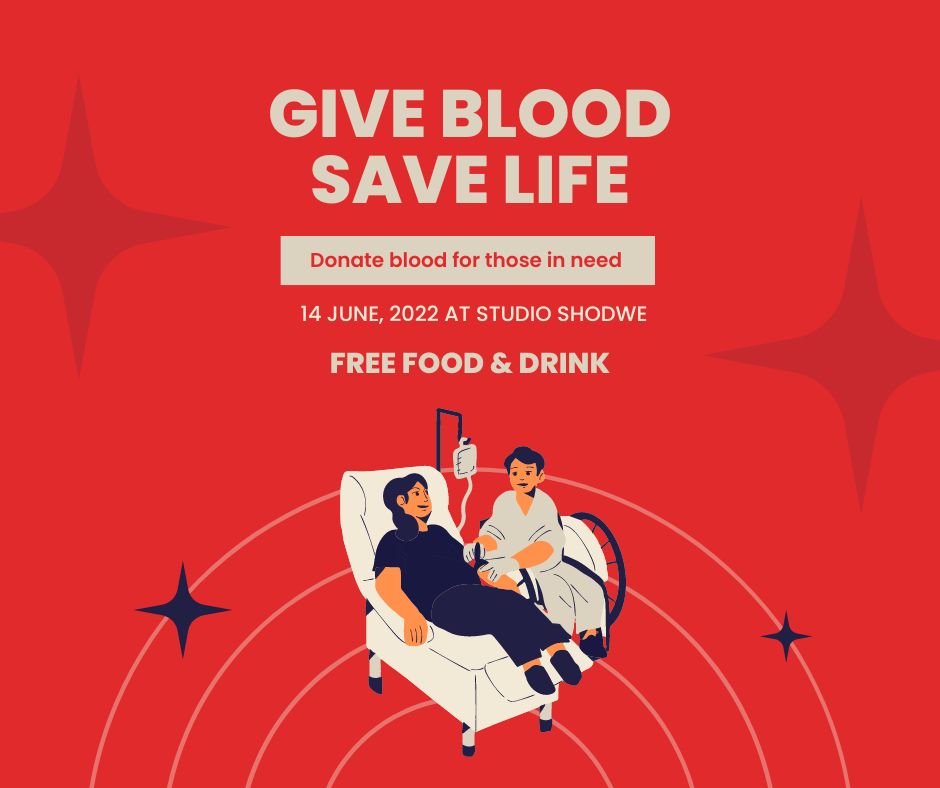 GIVE BLOOD
SAVE LIFE
Donate blood for those in need
14 JUNE, 2022 AT STUDIO SHODWE
FREE FOOD & DRINK